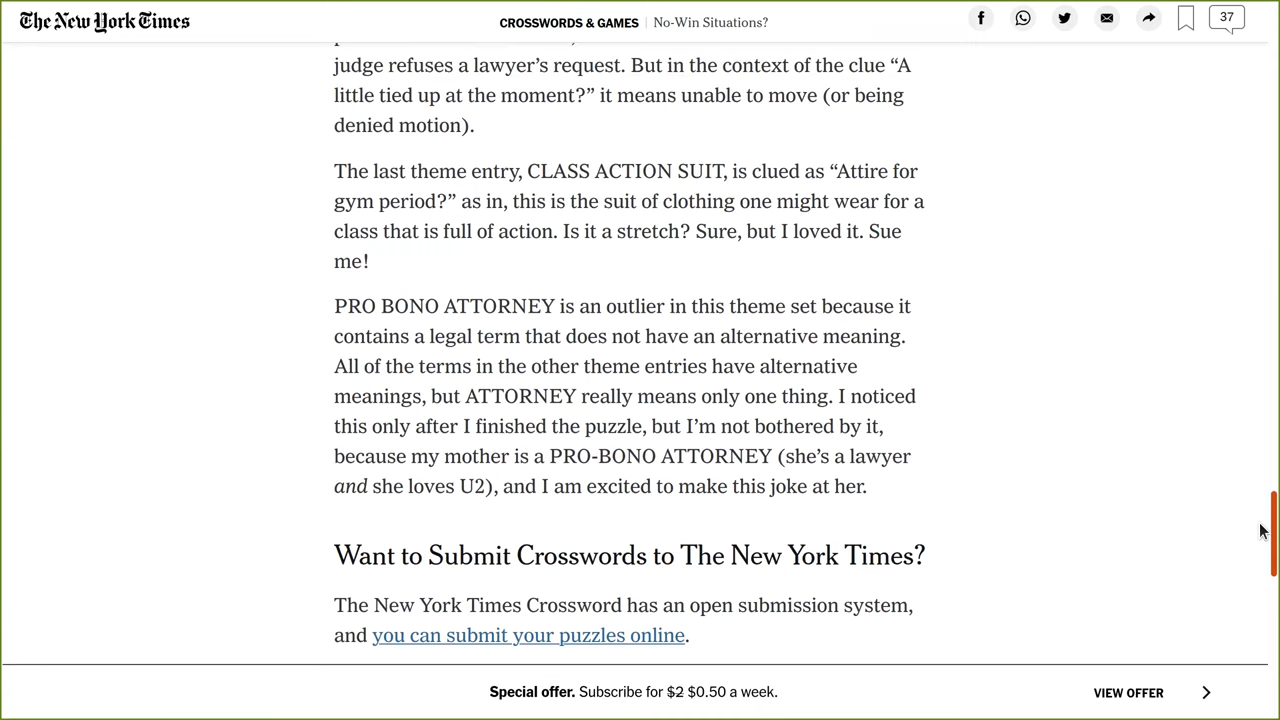 The New York Times
CROSSWORDS & GAMES | No-Win Situations?
37
judge refuses a lawyer’s request. But in the context of the clue “A
little tied up at the moment?” it means unable to move (or being
denied motion).
The last theme entry, CLASS ACTION SUIT, is clued as “Attire for
gym period?” as in, this is the suit of clothing one might wear for a
class that is full of action. Is it a stretch? Sure, but I loved it. Sue
me!
PRO BONO ATTORNEY is an outlier in this theme set because it
contains a legal term that does not have an alternative meaning.
All of the terms in the other theme entries have alternative
meanings, but ATTORNEY really means only one thing. I noticed
this only after I finished the puzzle, but I’m not bothered by it,
because my mother is a PRO-BONO ATTORNEY (she’s a lawyer
and she loves U2), and I am excited to make this joke at her.
Want to Submit Crosswords to The New York Times?
The New York Times Crossword has an open submission system,
and you can submit your puzzles online.
Special offer. Subscribe for $2 $0.50 a week.
VIEW OFFER